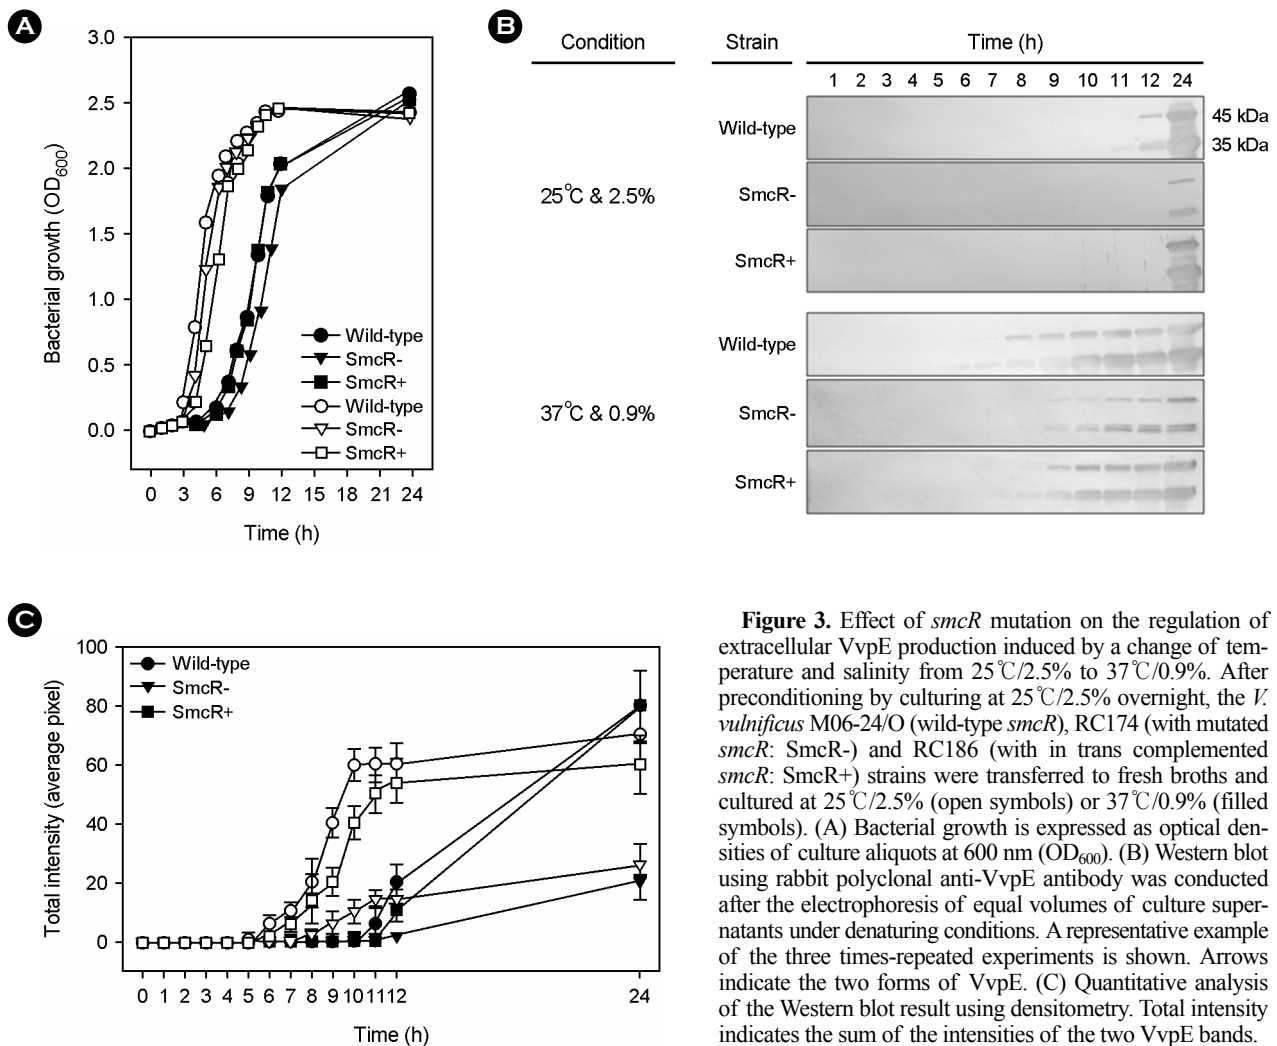 A
3.0
2.5
2.0
1.5
1.0
0.5
0.0
Bacterial growth (OD600)
Wild-type
SmcR-
SmcR+
Wild-type
SmcR-
SmcR+
0 3 6 9 12 15 18 21 24
Time (h)
B
Condition Strain Time (h)
1 2 3 4 5 6 7 8 9 10 11 12 24
Wild-type
45 kDa
35 kDa
25℃ & 2.5%
SmcR-
SmcR+
Wild-type
37℃ & 0.9%
SmcR-
SmcR+
C
100
80
60
40
20
0
Total intensity (average pixel)
Wild-type
SmcR-
SmcR+
0 1 2 3 4 5 6 7 8 9 10 11 12 24
Time (h)
Figure 3. Effect of smcR mutation on the regulation of
extracellular VvpE production induced by a change of tem-
perature and salinity from 25℃/2.5% to 37℃/0.9%. After
preconditioning by culturing at 25℃/2.5% overnight, the V.
vulnificus M06-24/O (wild-type smcR), RC174 (with mutated
smcR: SmcR-) and RC186 (with in trans complemented
smcR: SmcR+) strains were transferred to fresh broths and
cultured at 25℃/2.5% (open symbols) or 37℃/0.9% (filled
symbols). (A) Bacterial growth is expressed as optical den-
sities of culture aliquots at 600 nm (OD600). (B) Western blot
using rabbit polyclonal anti-VvpE antibody was conducted
after the electrophoresis of equal volumes of culture super-
natants under denaturing conditions. A representative example
of the three times-repeated experiments is shown. Arrows
indicate the two forms of VvpE. (C) Quantitative analysis
of the Western blot result using densitometry. Total intensity
indicates the sum of the intensities of the two VvpE bands.